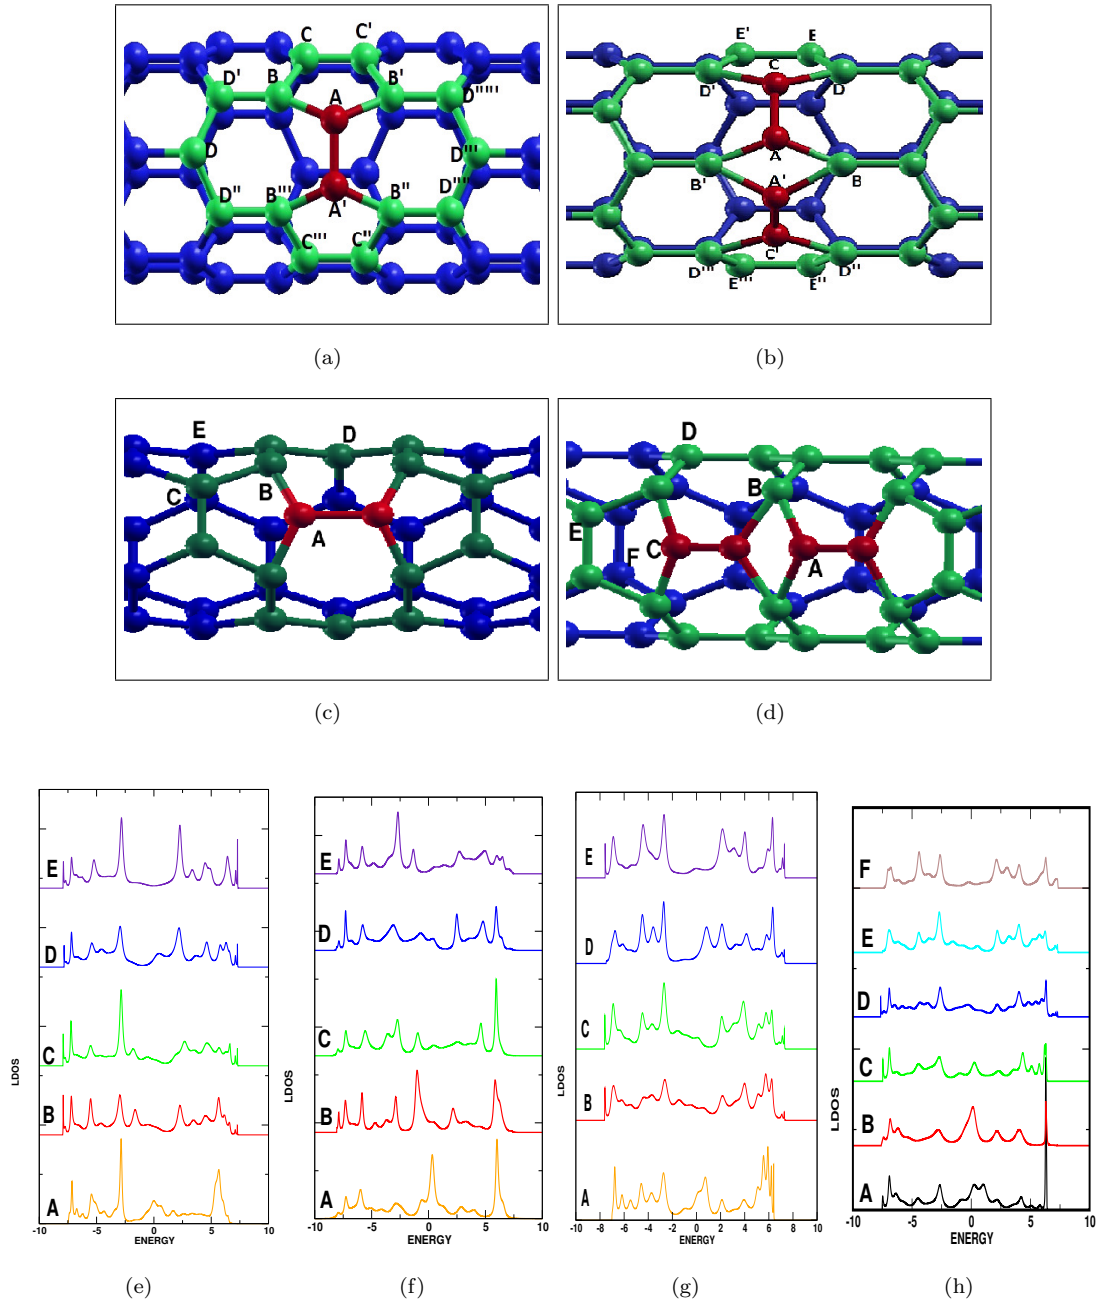 C C'
D' B B' D''''
A
D D'''
D'' B''' A' B'' D''''
C''' C''
(a)
E' E
C
D' D
A
B' A' B
C'
D''' D''
E''' E''
(b)
E D
C B
A
(c)
D
B
E C
F A
(d)
LDOS
E
D
C
B
A
-10 -5 0 5 10
ENERGY
(e)
LDOS
E
D
C
B
A
-10 -5 0 5 10
ENERGY
(f)
LDOS
E
D
C
B
A
-10 -8 -6 -4 -2 0 2 4 6 8 10
ENERGY
(g)
LDOS
F
E
D
C
B
A
-10 -5 0 5 10
ENERGY
(h)